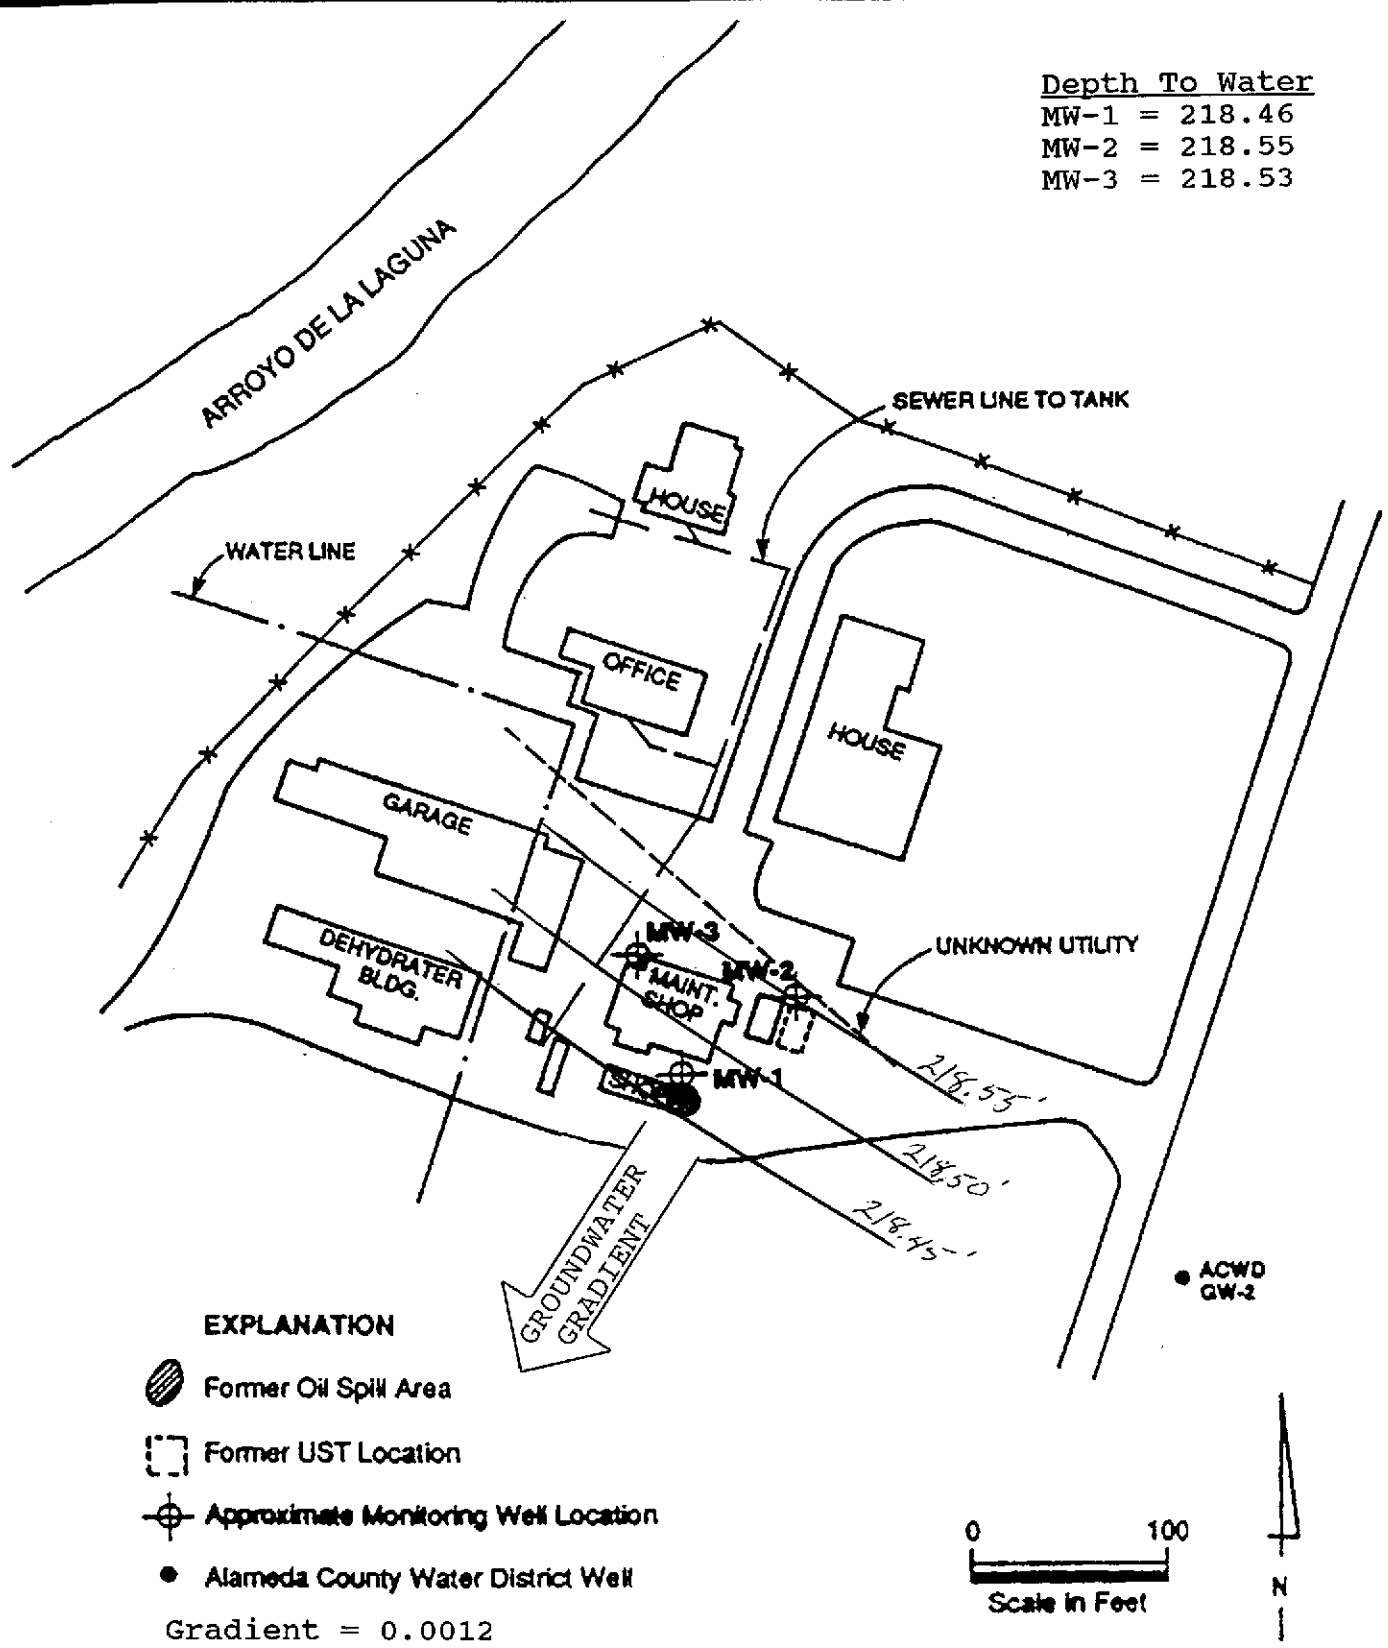 Depth To Water
MW-1 = 218.46
MW-2 = 218.55
MW-3 = 218.53
ARROYO DE LA LAGUNA
SEWER LINE TO TANK
HOUSE
WATER LINE
OFFICE
HOUSE
GARAGE
MW-3
UNKNOWN UTILITY
DEHYDRATER
BLDG.
MW-2
MAINT.
SHOP
MW-1
218.55'
218.50'
218.45'
GROUNDWATER
GRADIENT
ACWD
GW-2
EXPLANATION
Former Oil Spill Area
Former UST Location
Approximate Monitoring Well Location
Alameda County Water District Well
Gradient = 0.0012
0 100
Scale in Feet
N